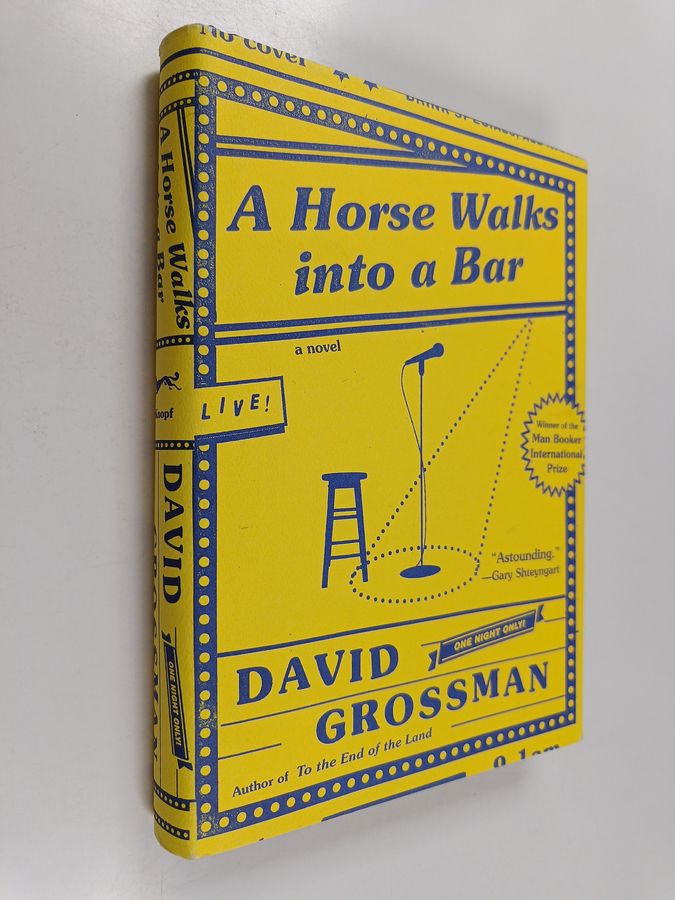 No cover
A Horse Walks
into a Bar
a novel
LIVE!
Winner of the
Man Booker
International
Prize
"Astounding."
—Gary Shteyngart
ONE NIGHT ONLY!
DAVID
GROSSMAN
Author of To the End of the Land
A Horse Walks
Bar
Knopf
DAVID
GROSSMAN
ONE NIGHT ONLY!